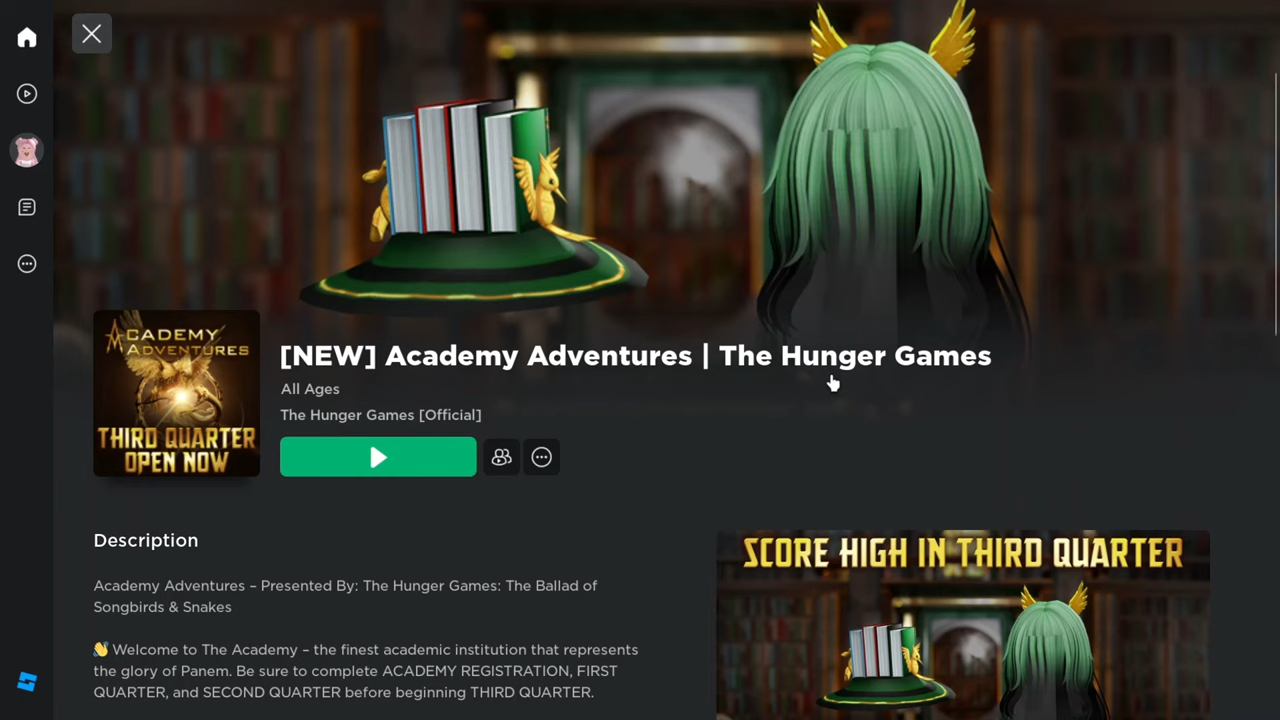 [NEW] Academy Adventures | The Hunger Games
All Ages
The Hunger Games [Official]
ACADEMY
ADVENTURES
THIRD QUARTER
OPEN NOW
Description
Academy Adventures – Presented By: The Hunger Games: The Ballad of
Songbirds & Snakes
👋 Welcome to The Academy – the finest academic institution that represents
the glory of Panem. Be sure to complete ACADEMY REGISTRATION, FIRST
QUARTER, and SECOND QUARTER before beginning THIRD QUARTER.
SCORE HIGH IN THIRD QUARTER